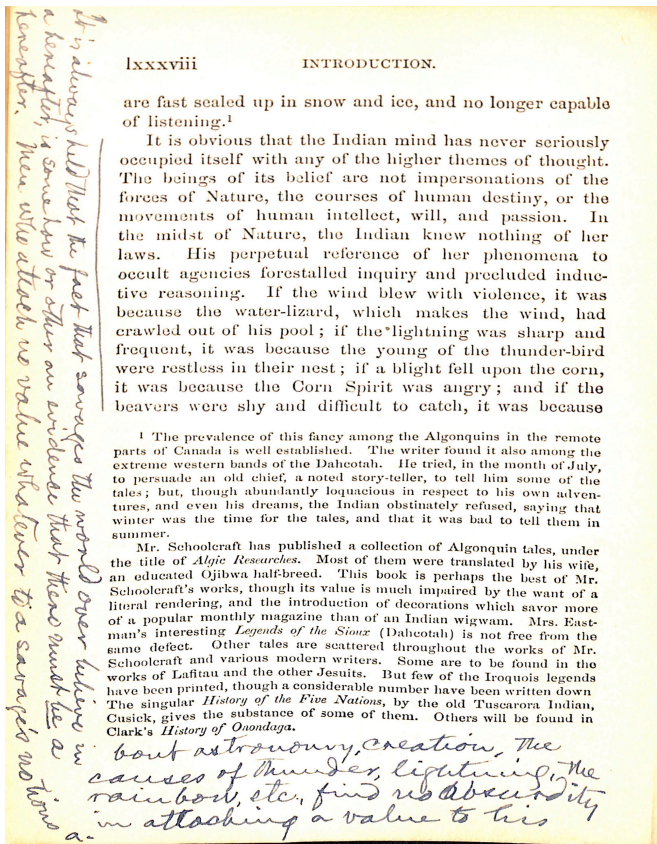 lxxxviii INTRODUCTION.
are fast sealed up in snow and ice, and no longer capable
of listening.¹
It is obvious that the Indian mind has never seriously
occupied itself with any of the higher themes of thought.
The beings of its belief are not impersonations of the
forces of Nature, the courses of human destiny, or the
movements of human intellect, will, and passion. In
the midst of Nature, the Indian knew nothing of her
laws. His perpetual reference of her phenomena to
occult agencies forestalled inquiry and precluded induc-
tive reasoning. If the wind blew with violence, it was
because the water-lizard, which makes the wind, had
crawled out of his pool; if the lightning was sharp and
frequent, it was because the young of the thunder-bird
were restless in their nest; if a blight fell upon the corn,
it was because the Corn Spirit was angry; and if the
beavers were shy and difficult to catch, it was because
¹ The prevalence of this fancy among the Algonquins in the remote
parts of Canada is well established. The writer found it also among the
extreme western bands of the Dahcotah. He tried, in the month of July,
to persuade an old chief, a noted story-teller, to tell him some of the
tales; but, though abundantly loquacious in respect to his own adven-
tures, and even his dreams, the Indian obstinately refused, saying that
winter was the time for the tales, and that it was bad to tell them in
summer.
Mr. Schoolcraft has published a collection of Algonquin tales, under
the title of Algic Researches. Most of them were translated by his wife,
an educated Ojibwa half-breed. This book is perhaps the best of Mr.
Schoolcraft's works, though its value is much impaired by the want of a
literal rendering, and the introduction of decorations which savor more
of a popular monthly magazine than of an Indian wigwam. Mrs. East-
man's interesting Legends of the Sioux (Dahcotah) is not free from the
same defect. Other tales are scattered throughout the works of Mr.
Schoolcraft and various modern writers. Some are to be found in the
works of Lafitau and the other Jesuits. But few of the Iroquois legends
have been printed, though a considerable number have been written down
The singular History of the Five Nations, by the old Tuscarora Indian,
Cusick, gives the substance of some of them. Others will be found in
Clark's History of Onondaga.
It is always held that the fact that savages the world over believe in
a hereafter, is somehow or other an evidence that there must be a
hereafter. Men who attach no value whatever to a savage's notions a-
bout astronomy, creation, the
causes of thunder, lightning, the
rainbow, etc., find no absurdity
in attaching a value to his